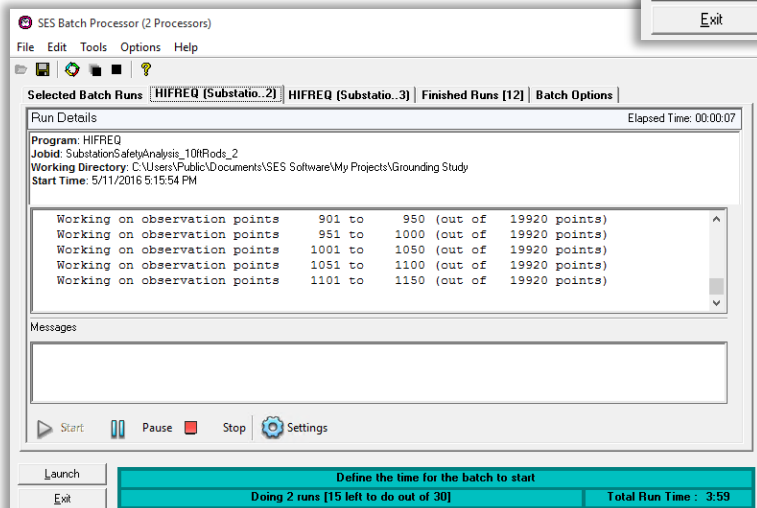 Exit
SES Batch Processor (2 Processors)
File Edit Tools Options Help
Selected Batch Runs HIFREQ (Substatio..2) HIFREQ (Substatio..3) Finished Runs [12] Batch Options
Run Details Elapsed Time: 00:00:07
Program: HIFREQ
Jobid: SubstationSafetyAnalysis_10ftRods_2
Working Directory: C:\Users\Public\Documents\SES Software\My Projects\Grounding Study
Start Time: 5/11/2016 5:15:54 PM
Working on observation points 901 to 950 (out of 19920 points)
Working on observation points 951 to 1000 (out of 19920 points)
Working on observation points 1001 to 1050 (out of 19920 points)
Working on observation points 1051 to 1100 (out of 19920 points)
Working on observation points 1101 to 1150 (out of 19920 points)
Messages
Start Pause Stop Settings
Launch Define the time for the batch to start
Exit Doing 2 runs [15 left to do out of 30] Total Run Time : 3:59